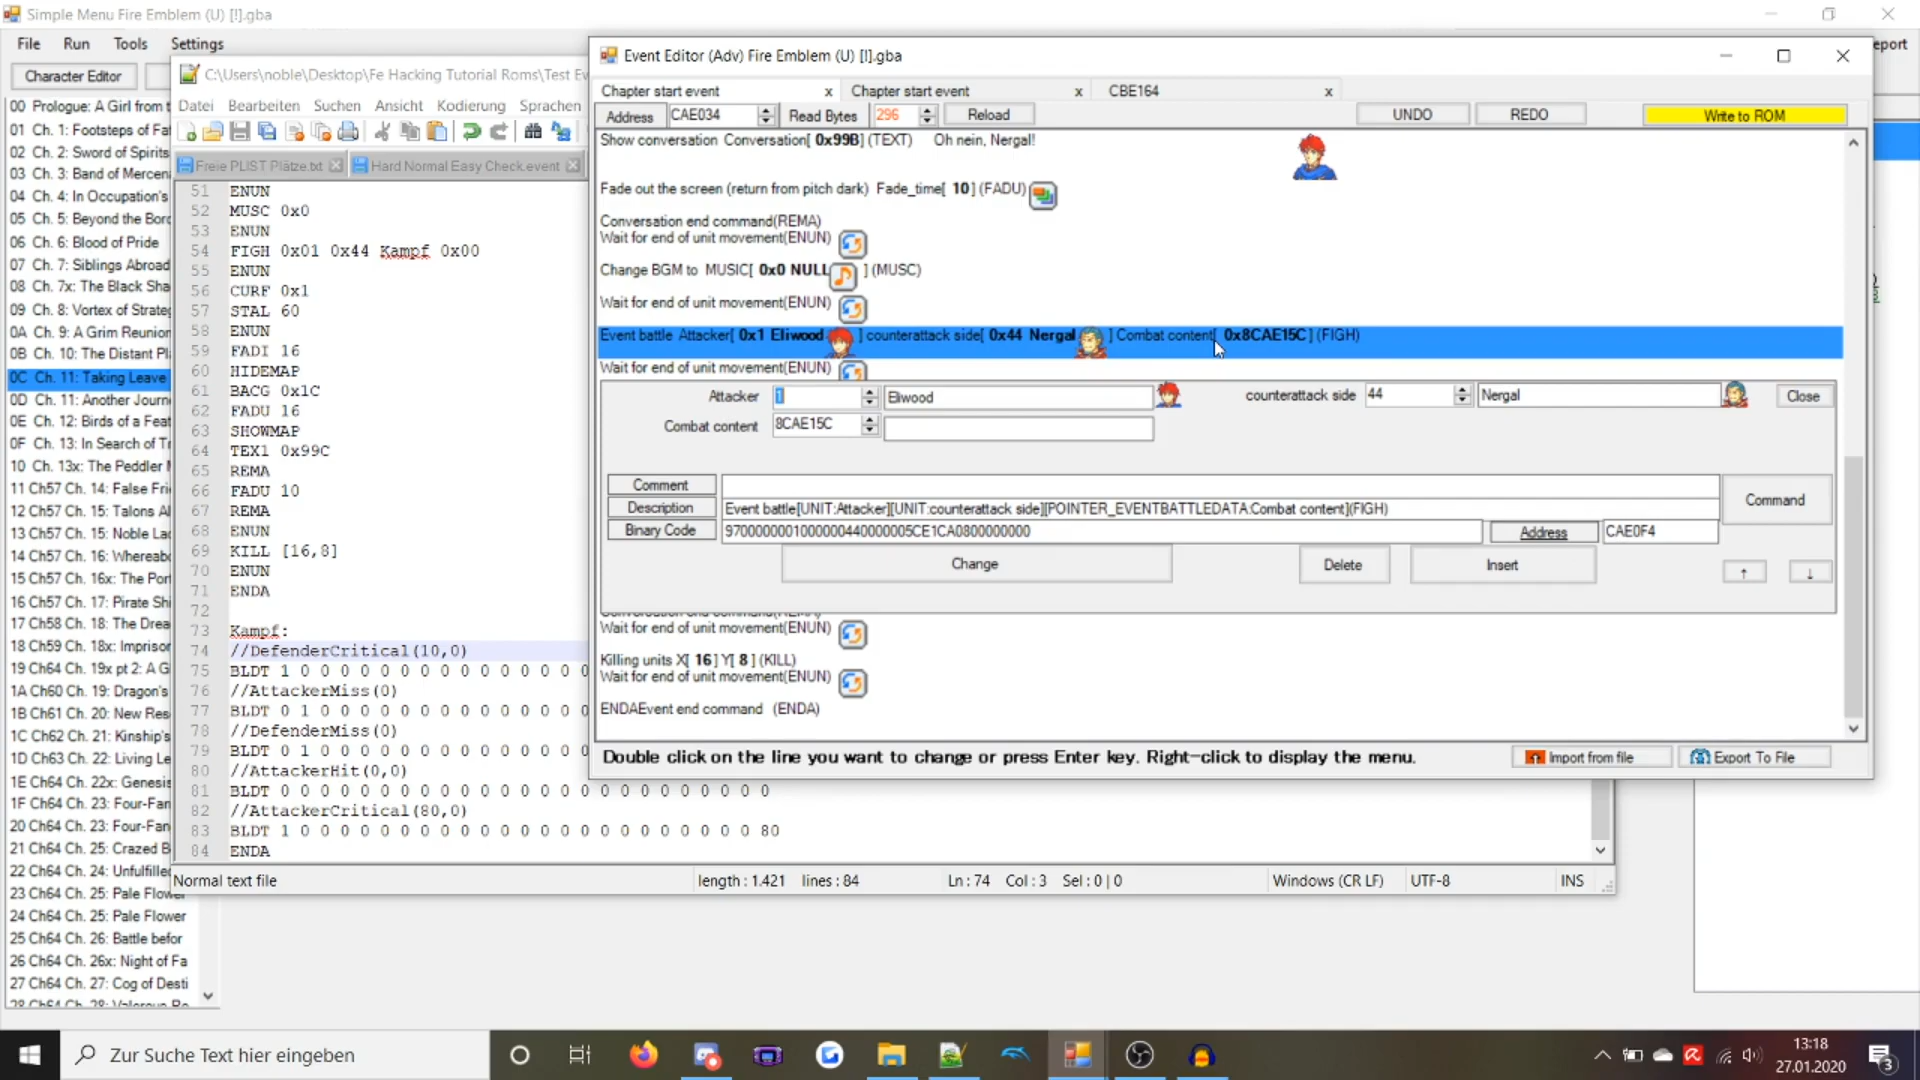 Simple Menu Fire Emblem (U) [!].gba
File Run Tools Settings
Character Editor
00 Prologue: A Girl from t
01 Ch. 1: Footsteps of Fat
02 Ch. 2: Sword of Spirits
03 Ch. 3: Band of Mercena
04 Ch. 4: In Occupation's
05 Ch. 5: Beyond the Bord
06 Ch. 6: Blood of Pride
07 Ch. 7: Siblings Abroad
08 Ch. 7x: The Black Sha
09 Ch. 8: Vortex of Strateg
0A Ch. 9: A Grim Reunion
0B Ch. 10: The Distant Pl
0C Ch. 11: Taking Leave
0D Ch. 11: Another Journ
0E Ch. 12: Birds of a Feat
0F Ch. 13: In Search of Tr
10 Ch. 13x: The Peddler M
11 Ch57 Ch. 14: False Frie
12 Ch57 Ch. 15: Talons Al
13 Ch57 Ch. 15: Noble Lad
14 Ch57 Ch. 16: Whereabo
15 Ch57 Ch. 16x: The Port
16 Ch57 Ch. 17: Pirate Shi
17 Ch58 Ch. 18: The Drea
18 Ch59 Ch. 18x: Imprisor
19 Ch64 Ch. 19x pt 2: A G
1A Ch60 Ch. 19: Dragon's
1B Ch61 Ch. 20: New Res
1C Ch62 Ch. 21: Kinship's
1D Ch63 Ch. 22: Living Le
1E Ch64 Ch. 22x: Genesis
1F Ch64 Ch. 23: Four-Fan
20 Ch64 Ch. 23: Four-Fan
21 Ch64 Ch. 25: Crazed B
22 Ch64 Ch. 24: Unfulfilled
23 Ch64 Ch. 25: Pale Flow
24 Ch64 Ch. 25: Pale Flower
25 Ch64 Ch. 26: Battle befor
26 Ch64 Ch. 26x: Night of Fa
27 Ch64 Ch. 27: Cog of Desti
C:\Users\noble\Desktop\Fe Hacking Tutorial Roms\Test Ev
Datei Bearbeiten Suchen Ansicht Kodierung Sprachen
Freie PLIST Plätze.txt Hard Normal Easy Check.event
51 ENUN
52 MUSC 0x0
53 ENUN
54 FIGH 0x01 0x44 Kampf 0x00
55 ENUN
56 CURF 0x1
57 STAL 60
58 ENUN
59 FADI 16
60 HIDEMAP
61 BACG 0x1C
62 FADU 16
63 SHOWMAP
64 TEX1 0x99C
65 REMA
66 FADU 10
67 REMA
68 ENUN
69 KILL [16,8]
70 ENUN
71 ENDA
72
73 Kampf:
74 //DefenderCritical(10,0)
75 BLDT 1 0 0 0 0 0 0 0 0 0 0 0 0 0 0
76 //AttackerMiss(0)
77 BLDT 0 1 0 0 0 0 0 0 0 0 0 0 0 0 0
78 //DefenderMiss(0)
79 BLDT 0 1 0 0 0 0 0 0 0 0 0 0 0 0 0
80 //AttackerHit(0,0)
81 BLDT 0 0 0 0 0 0 0 0 0 0 0 0 0 0 0 0 0 0 0 0 0 0 0 0 0
82 //AttackerCritical(80,0)
83 BLDT 1 0 0 0 0 0 0 0 0 0 0 0 0 0 0 0 0 0 0 0 0 0 0 0 80
84 ENDA
Normal text file length : 1.421 lines : 84 Ln : 74 Col : 3 Sel : 0 | 0 Windows (CR LF) UTF-8 INS
Event Editor (Adv) Fire Emblem (U) [!].gba
Chapter start event x Chapter start event x CBE164 x
Address CAE034 Read Bytes 296 Reload UNDO REDO Write to ROM
Show conversation Conversation[ 0x99B] (TEXT) Oh nein, Nergal!
Fade out the screen (return from pitch dark) Fade_time[ 10] (FADU)
Conversation end command(REMA)
Wait for end of unit movement(ENUN)
Change BGM to MUSIC[ 0x0 NULL ] (MUSC)
Wait for end of unit movement(ENUN)
Event battle Attacker[ 0x1 Eliwood ] counterattack side[ 0x44 Nergal ] Combat content[ 0x8CAE15C] (FIGH)
Wait for end of unit movement(ENUN)
Attacker 1 Eliwood counterattack side 44 Nergal Close
Combat content 8CAE15C
Comment
Command
Description Event battle[UNIT:Attacker][UNIT:counterattack side][POINTER_EVENTBATTLEDATA:Combat content](FIGH)
Binary Code 9700000001000000440000005CE1CA0800000000 Address CAE0F4
Change Delete Insert ↑ ↓
Conversation end command(REMA)
Wait for end of unit movement(ENUN)
Killing units X[ 16] Y[ 8] (KILL)
Wait for end of unit movement(ENUN)
ENDAEvent end command (ENDA)
Double click on the line you want to change or press Enter key. Right-click to display the menu.
Import from file Export To File
eport
Zur Suche Text hier eingeben
13:18
27.01.2020
3